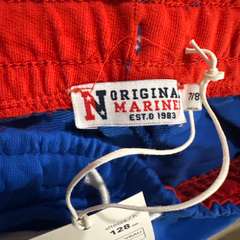 N ORIGINAL
MARINES
EST.D 1983
7/8
128